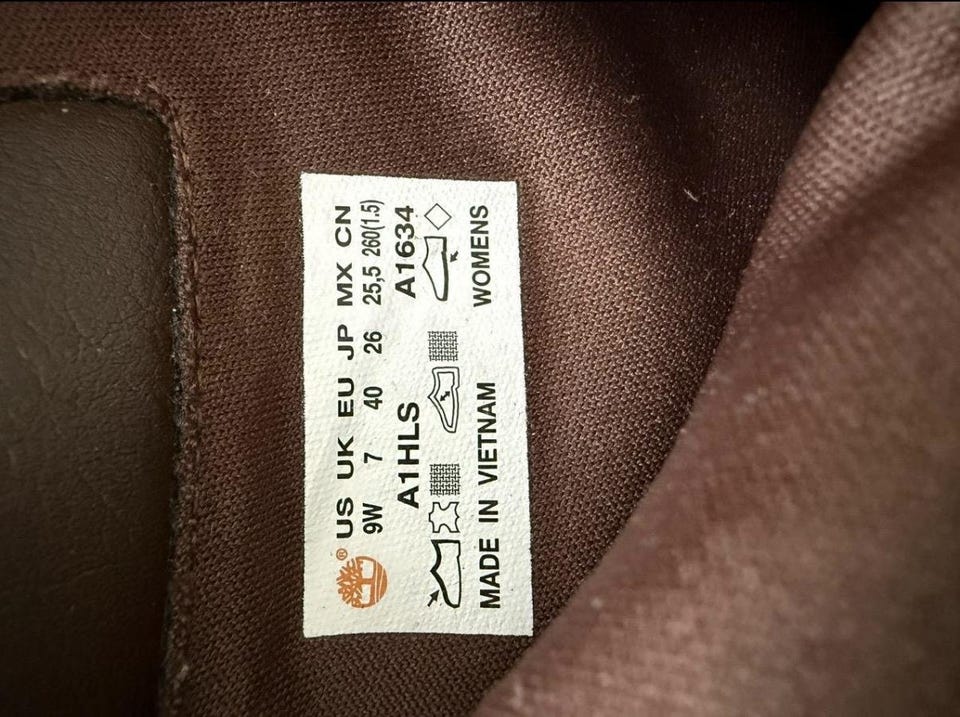 ® US UK EU JP MX CN
9W 7 40 26 25,5 260(1.5)
A1HLS A1634
MADE IN VIETNAM WOMENS